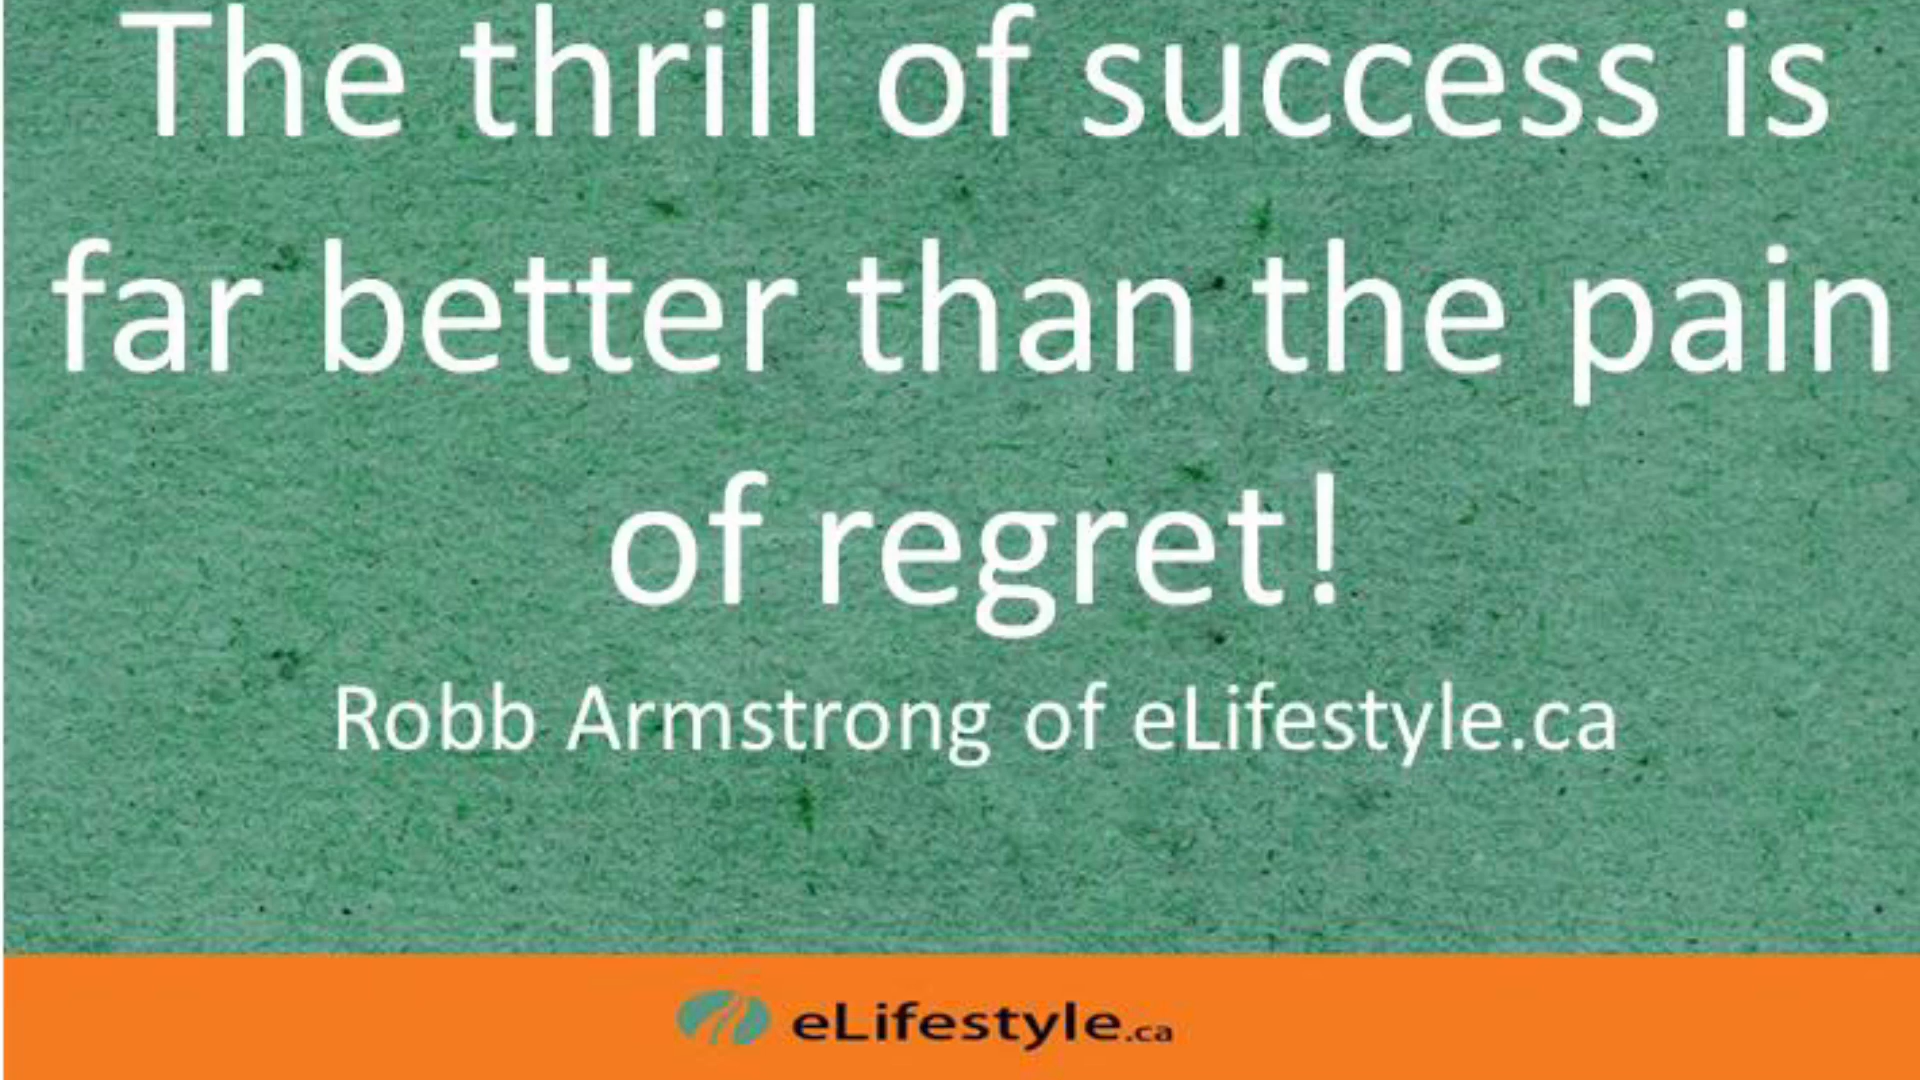 The thrill of success is
far better than the pain
of regret!
Robb Armstrong of eLifestyle.ca
eLifestyle.ca